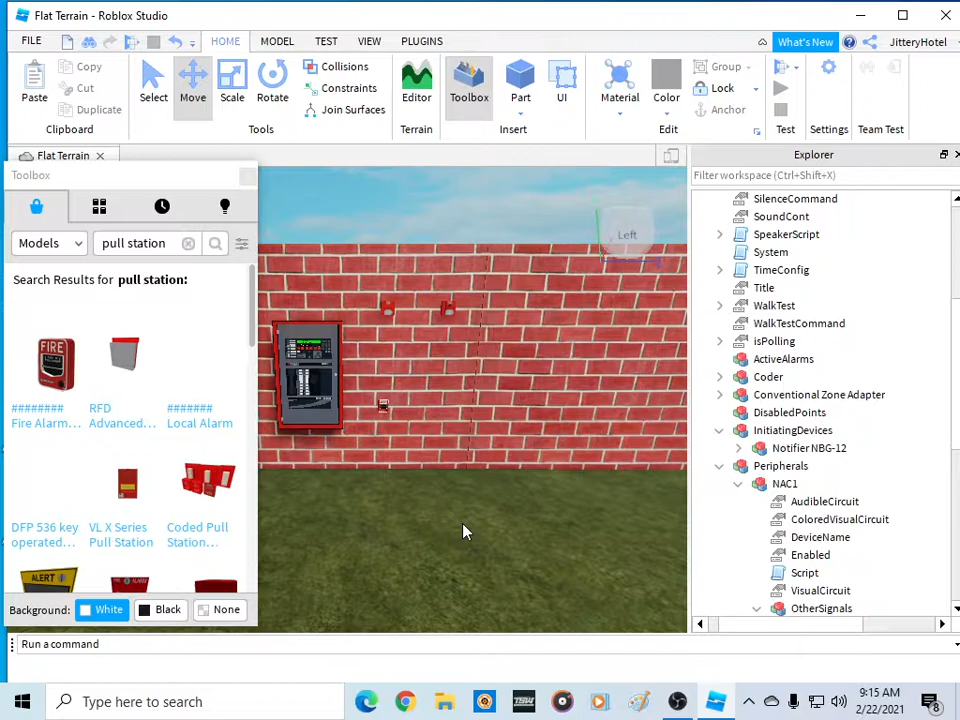 Flat Terrain - Roblox Studio
FILE HOME MODEL TEST VIEW PLUGINS What's New JitteryHotel
Paste Copy Cut Duplicate Clipboard
Select Move Scale Rotate Collisions Constraints Join Surfaces Tools
Editor Terrain
Toolbox Part UI Insert
Material Color Group Lock Anchor Edit
Test Settings Team Test
Flat Terrain
Toolbox
Models pull station
Search Results for pull station:
######## Fire Alarm...
RFD Advanced...
####### Local Alarm
DFP 536 key operated...
VL X Series Pull Station
Coded Pull Station...
ALERT
FIRE
Background: White Black None
Left
Explorer
Filter workspace (Ctrl+Shift+X)
SilenceCommand
SoundCont
SpeakerScript
System
TimeConfig
Title
WalkTest
WalkTestCommand
isPolling
ActiveAlarms
Coder
Conventional Zone Adapter
DisabledPoints
InitiatingDevices
Notifier NBG-12
Peripherals
NAC1
AudibleCircuit
ColoredVisualCircuit
DeviceName
Enabled
Script
VisualCircuit
OtherSignals
Run a command
Type here to search
TSW
9:15 AM
2/22/2021
8